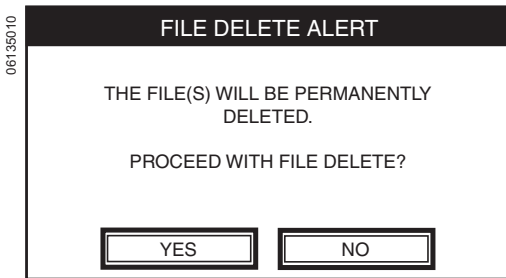 06135010
FILE DELETE ALERT
THE FILE(S) WILL BE PERMANENTLY
DELETED.
PROCEED WITH FILE DELETE?
YES
NO